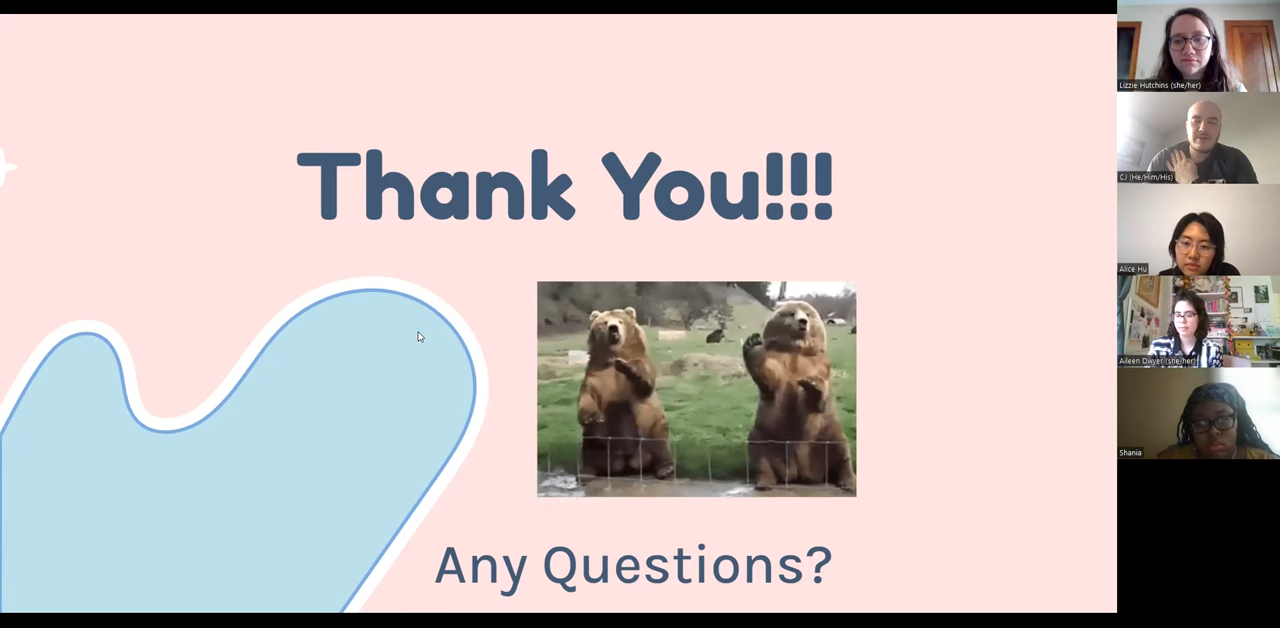 Thank You!!!
Any Questions?
Lizzie Hutchins (she/her)
CJ (He/Him/His)
Alice Hu
Aileen Dwyer (she/her)
Shania